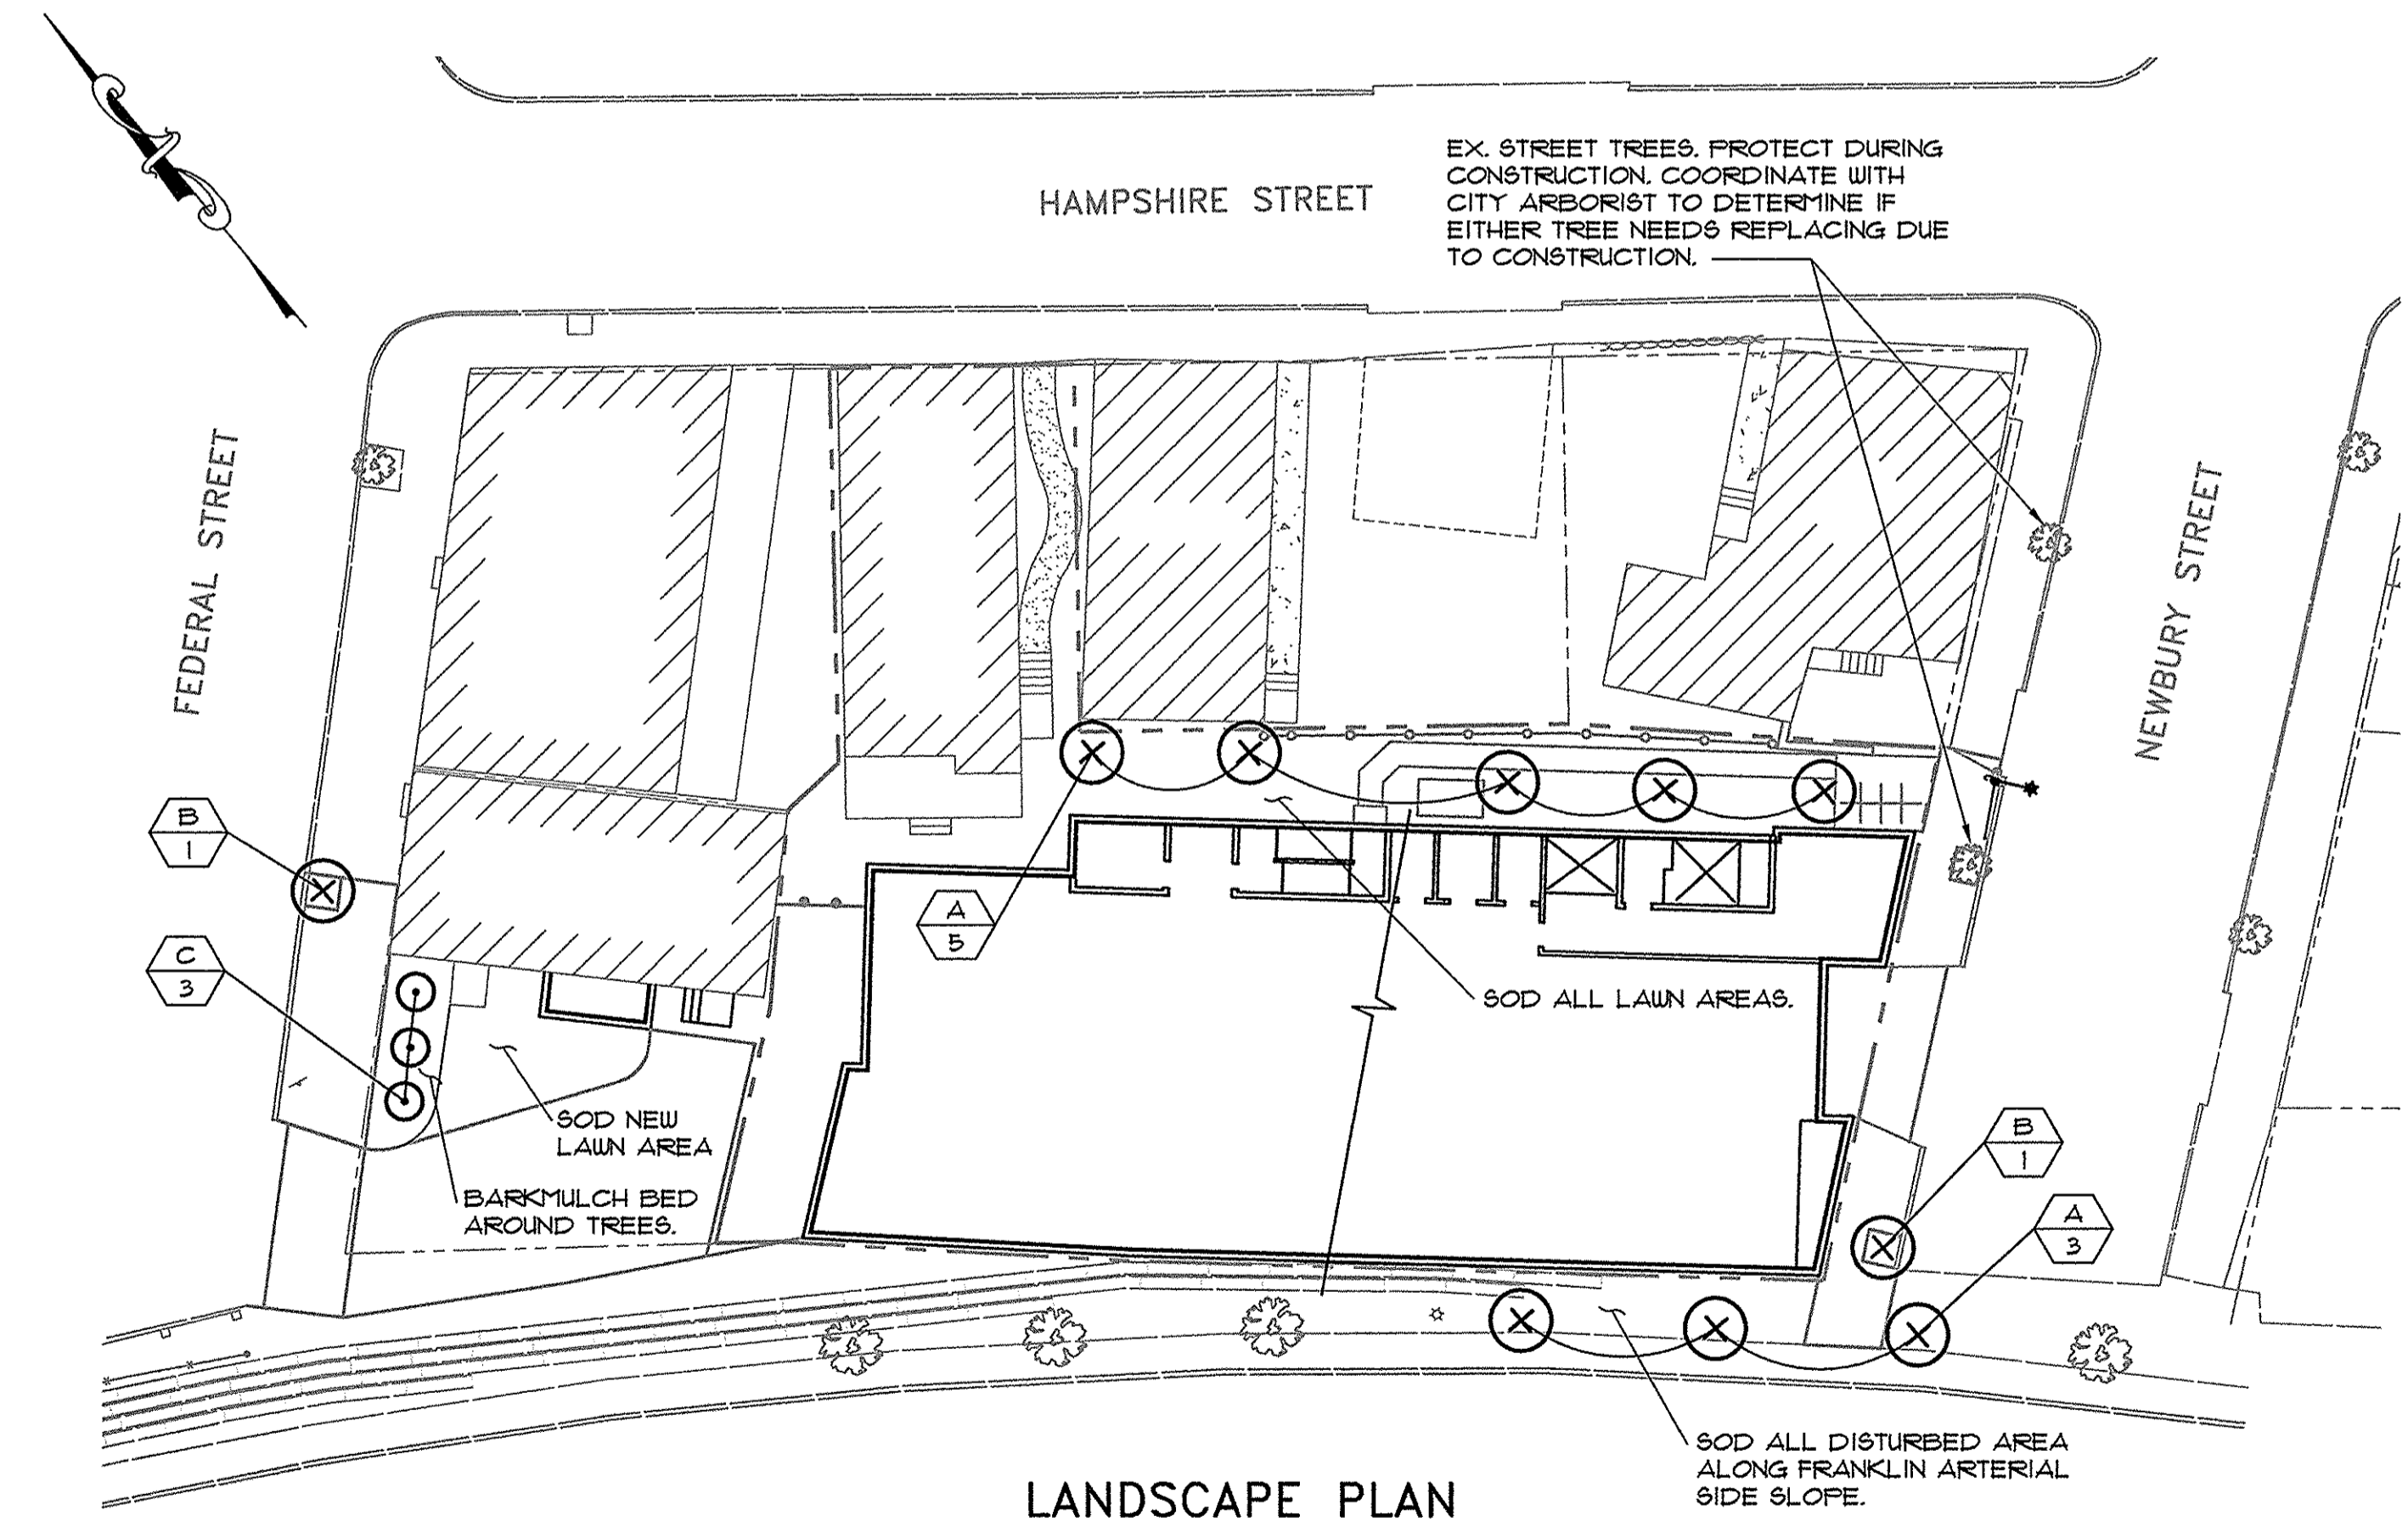 HAMPSHIRE STREET
EX. STREET TREES. PROTECT DURING
CONSTRUCTION. COORDINATE WITH
CITY ARBORIST TO DETERMINE IF
EITHER TREE NEEDS REPLACING DUE
TO CONSTRUCTION.
FEDERAL STREET
NEWBURY STREET
B
1
C
3
A
5
SOD ALL LAWN AREAS.
SOD NEW
LAWN AREA
BARKMULCH BED
AROUND TREES.
B
1
A
3
SOD ALL DISTURBED AREA
ALONG FRANKLIN ARTERIAL
SIDE SLOPE.
LANDSCAPE PLAN